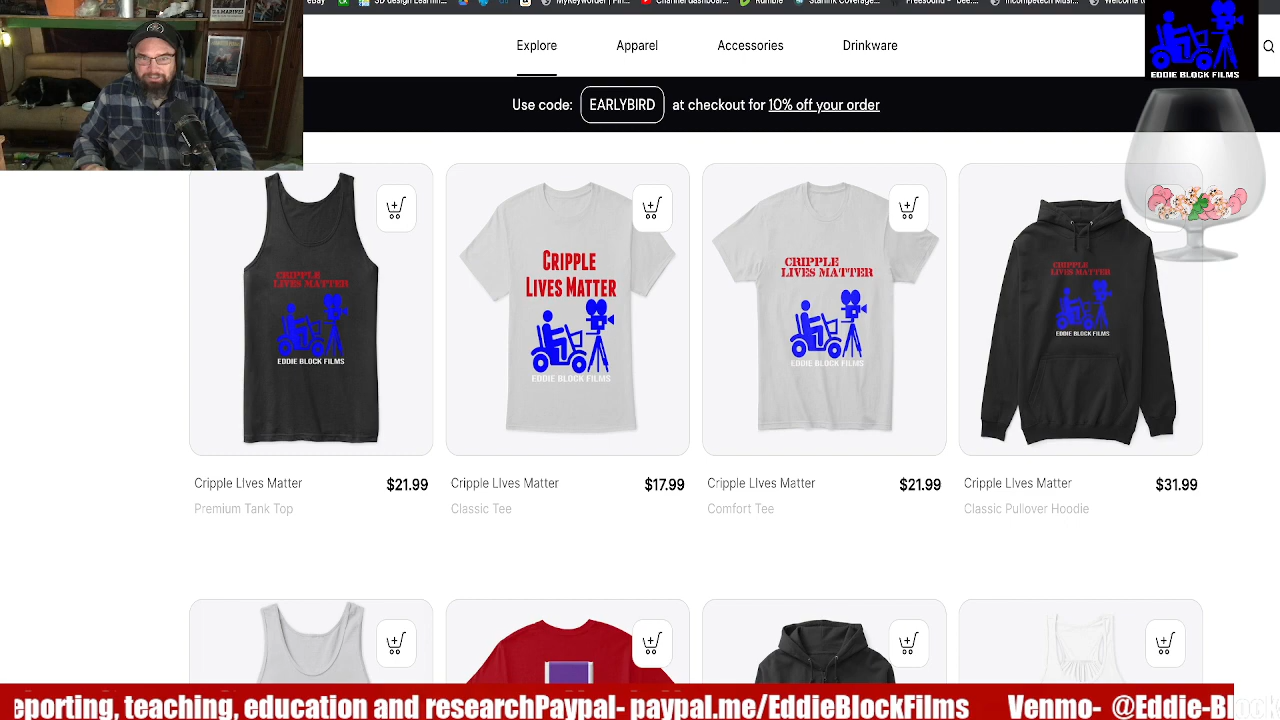 Explore
Apparel
Accessories
Drinkware
EDDIE BLOCK FILMS
Use code: EARLYBIRD at checkout for 10% off your order
CRIPPLE
LIVES MATTER
EDDIE BLOCK FILMS
CRIPPLE
LIVES MATTER
EDDIE BLOCK FILMS
CRIPPLE
LIVES MATTER
EDDIE BLOCK FILMS
CRIPPLE
LIVES MATTER
EDDIE BLOCK FILMS
Cripple LIves Matter $21.99
Premium Tank Top
Cripple LIves Matter $17.99
Classic Tee
Cripple LIves Matter $21.99
Comfort Tee
Cripple LIves Matter $31.99
Classic Pullover Hoodie
eporting, teaching, education and researchPaypal- paypal.me/EddieBlockFilms Venmo- @Eddie-Block